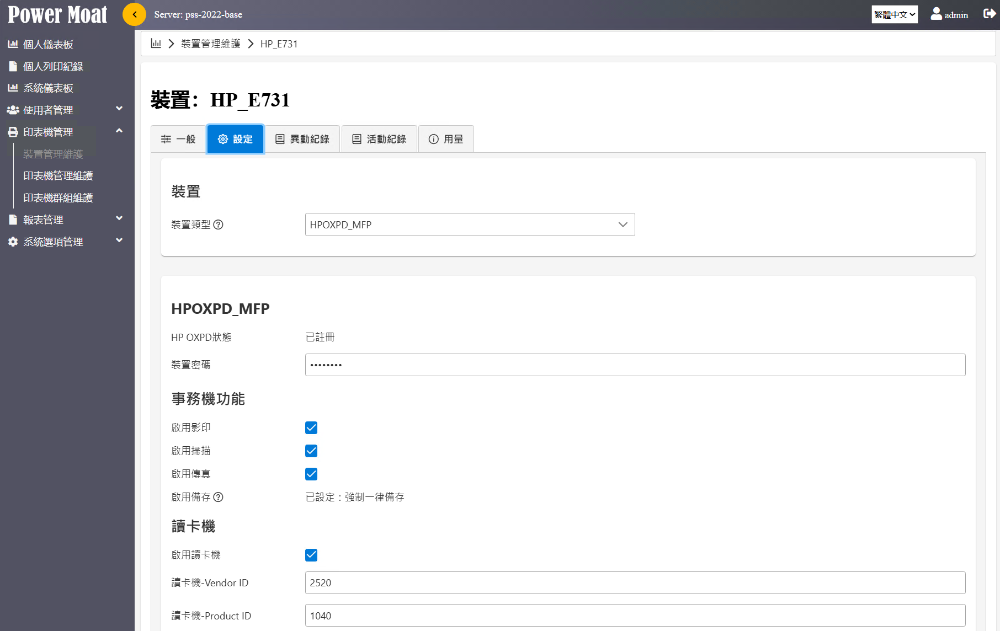 Power Moat
Server: pss-2022-base
繁體中文
admin
個人儀表板
個人列印紀錄
系統儀表板
使用者管理
印表機管理
裝置管理維護
印表機管理維護
印表機群組維護
報表管理
系統選項管理
裝置管理維護
HP_E731
裝置：HP_E731
一般
設定
異動紀錄
活動紀錄
用量
裝置
裝置類型
HPOXPD_MFP
HPOXPD_MFP
HP OXPD狀態
已註冊
裝置密碼
••••••••
事務機功能
啟用影印
啟用掃描
啟用傳真
啟用備存
已設定：強制一律備存
讀卡機
啟用讀卡機
讀卡機-Vendor ID
2520
讀卡機-Product ID
1040